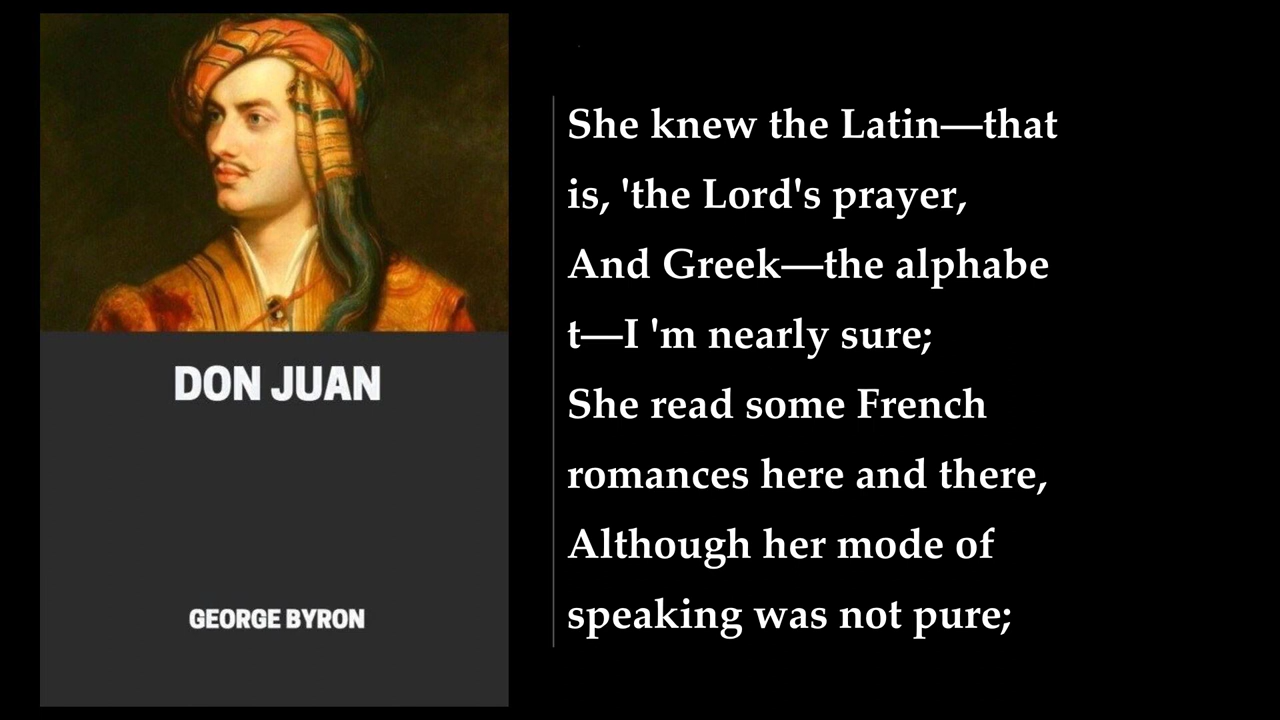 DON JUAN
GEORGE BYRON
She knew the Latin—that
is, 'the Lord's prayer,
And Greek—the alphabe
t—I 'm nearly sure;
She read some French
romances here and there,
Although her mode of
speaking was not pure;